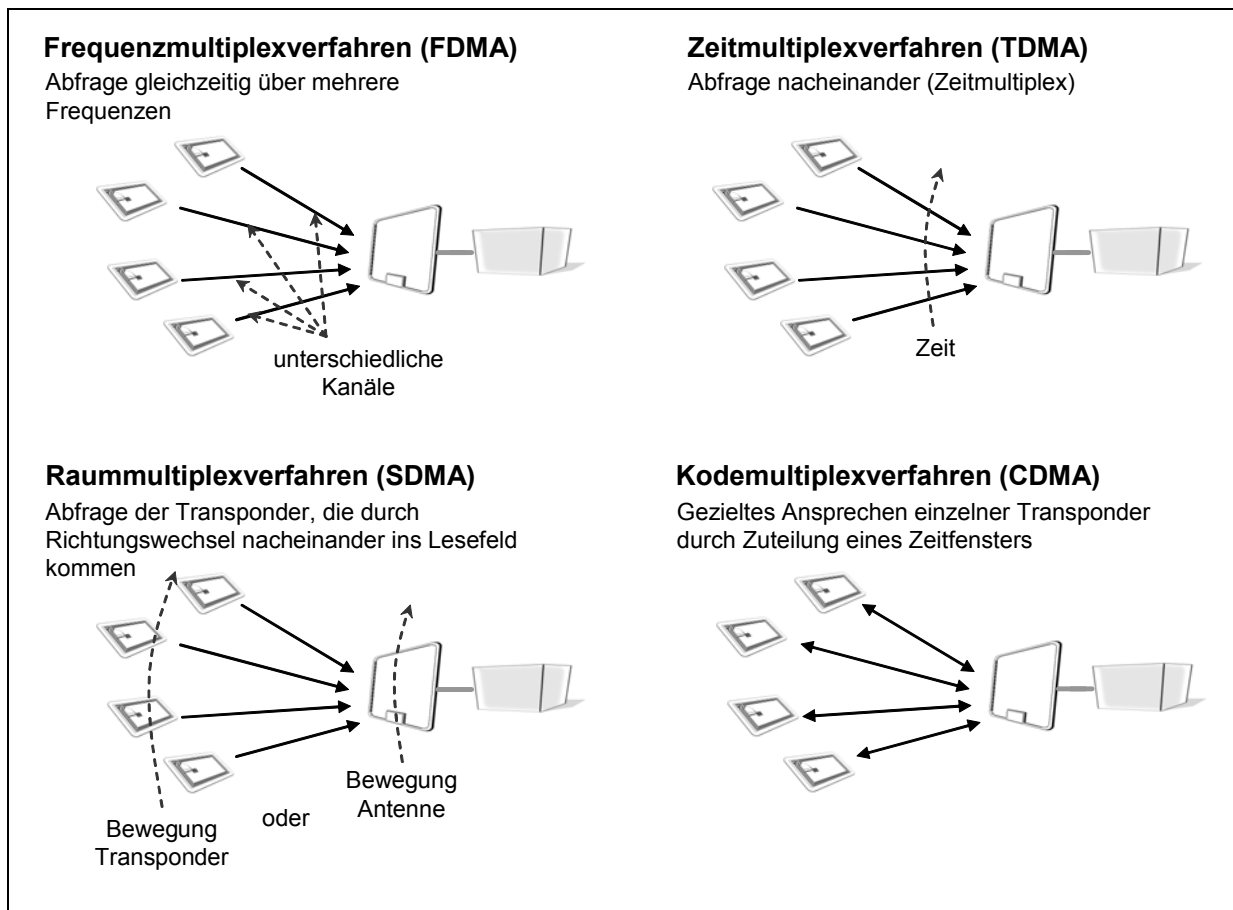 Frequenzmultiplexverfahren (FDMA)
Abfrage gleichzeitig über mehrere
Frequenzen
unterschiedliche
Kanäle
Zeitmultiplexverfahren (TDMA)
Abfrage nacheinander (Zeitmultiplex)
Zeit
Raummultiplexverfahren (SDMA)
Abfrage der Transponder, die durch
Richtungswechsel nacheinander ins Lesefeld
kommen
Bewegung
Transponder
oder
Bewegung
Antenne
Kodemultiplexverfahren (CDMA)
Gezieltes Ansprechen einzelner Transponder
durch Zuteilung eines Zeitfensters